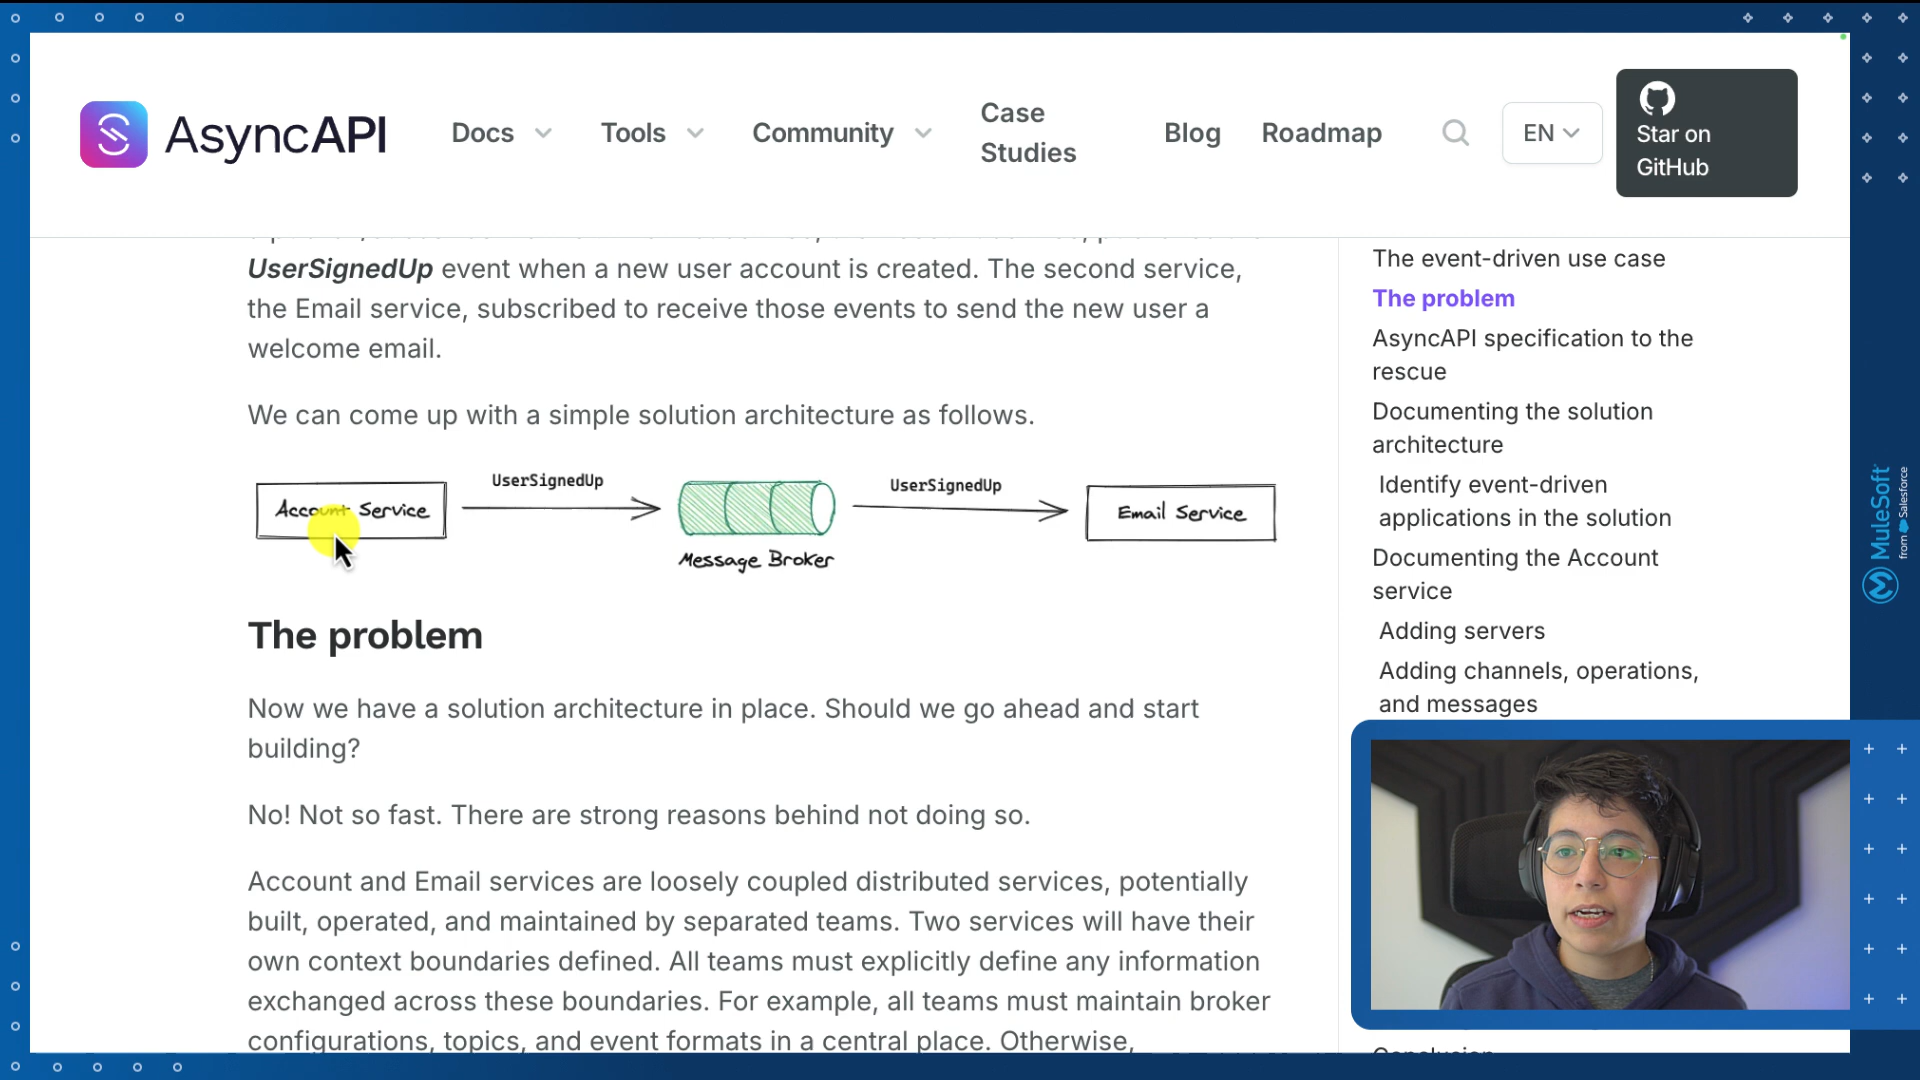 AsyncAPI
Docs
Tools
Community
Case
Studies
Blog
Roadmap
EN
Star on
GitHub
UserSignedUp event when a new user account is created. The second service,
the Email service, subscribed to receive those events to send the new user a
welcome email.
We can come up with a simple solution architecture as follows.
Account Service
UserSignedUp
Message Broker
UserSignedUp
Email Service
The problem
Now we have a solution architecture in place. Should we go ahead and start
building?
No! Not so fast. There are strong reasons behind not doing so.
Account and Email services are loosely coupled distributed services, potentially
built, operated, and maintained by separated teams. Two services will have their
own context boundaries defined. All teams must explicitly define any information
exchanged across these boundaries. For example, all teams must maintain broker
configurations, topics, and event formats in a central place. Otherwise,
The event-driven use case
The problem
AsyncAPI specification to the
rescue
Documenting the solution
architecture
Identify event-driven
applications in the solution
Documenting the Account
service
Adding servers
Adding channels, operations,
and messages
Conclusion
MuleSoft
from Salesforce